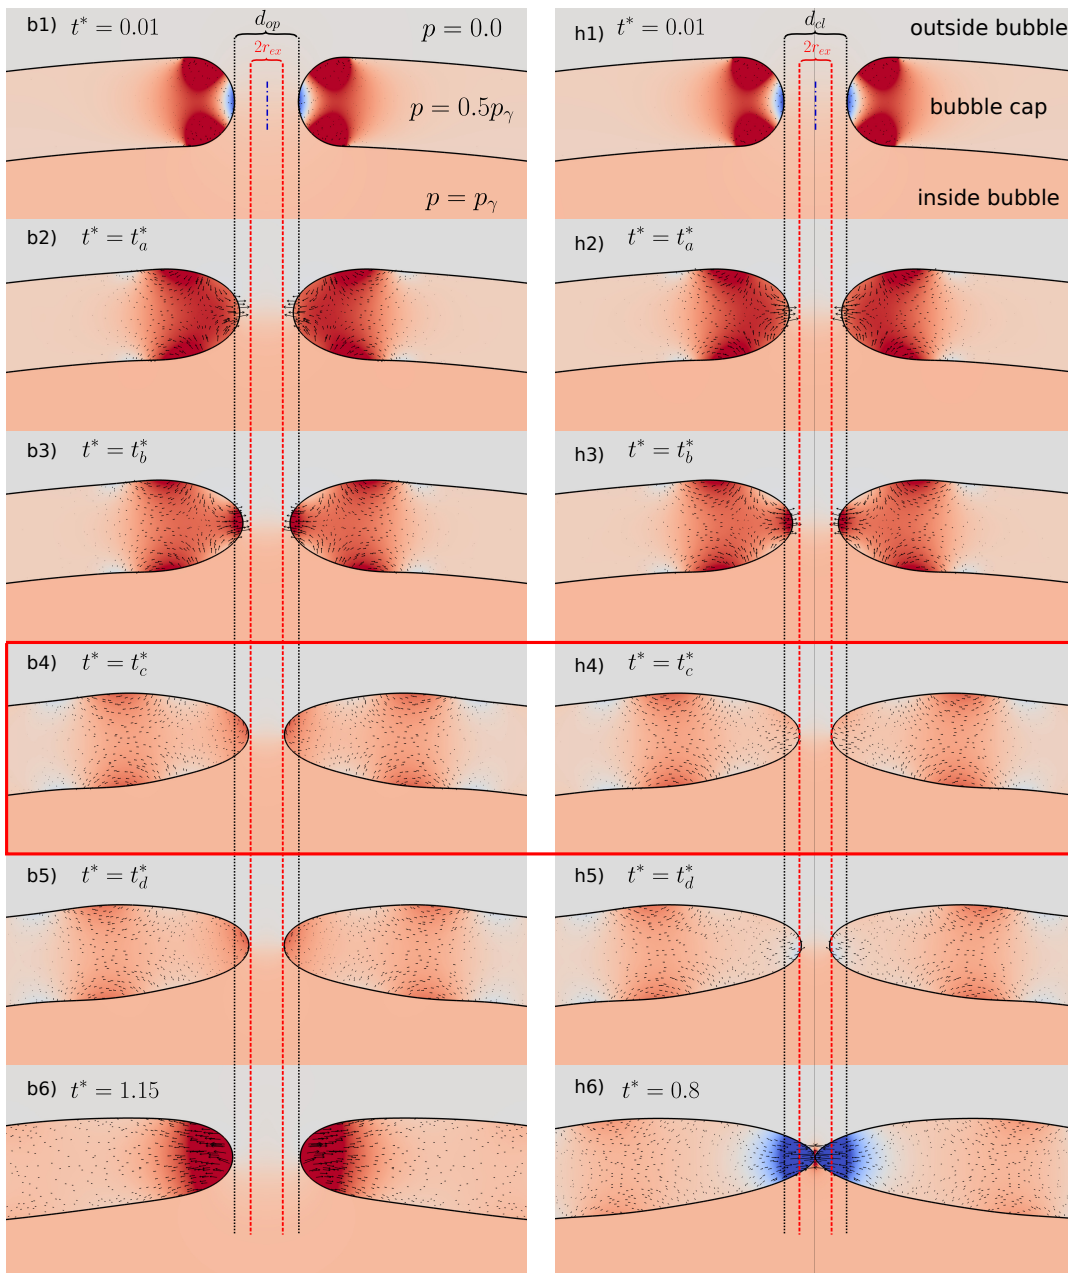 b1) t* = 0.01
d_op
2r_ex
p = 0.0
p = 0.5p_γ
p = p_γ
h1) t* = 0.01
d_cl
2r_ex
outside bubble
bubble cap
inside bubble
b2) t* = t*_a
h2) t* = t*_a
b3) t* = t*_b
h3) t* = t*_b
b4) t* = t*_c
h4) t* = t*_c
b5) t* = t*_d
h5) t* = t*_d
b6) t* = 1.15
h6) t* = 0.8